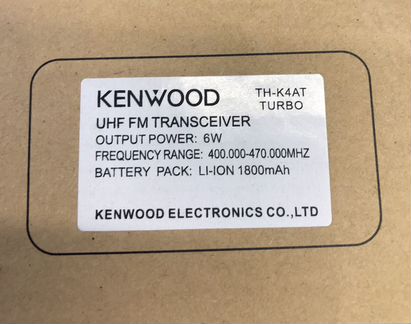 KENWOOD TH-K4AT
TURBO
UHF FM TRANSCEIVER
OUTPUT POWER: 6W
FREQUENCY RANGE: 400.000-470.000MHZ
BATTERY PACK: LI-ION 1800mAh
KENWOOD ELECTRONICS CO.,LTD